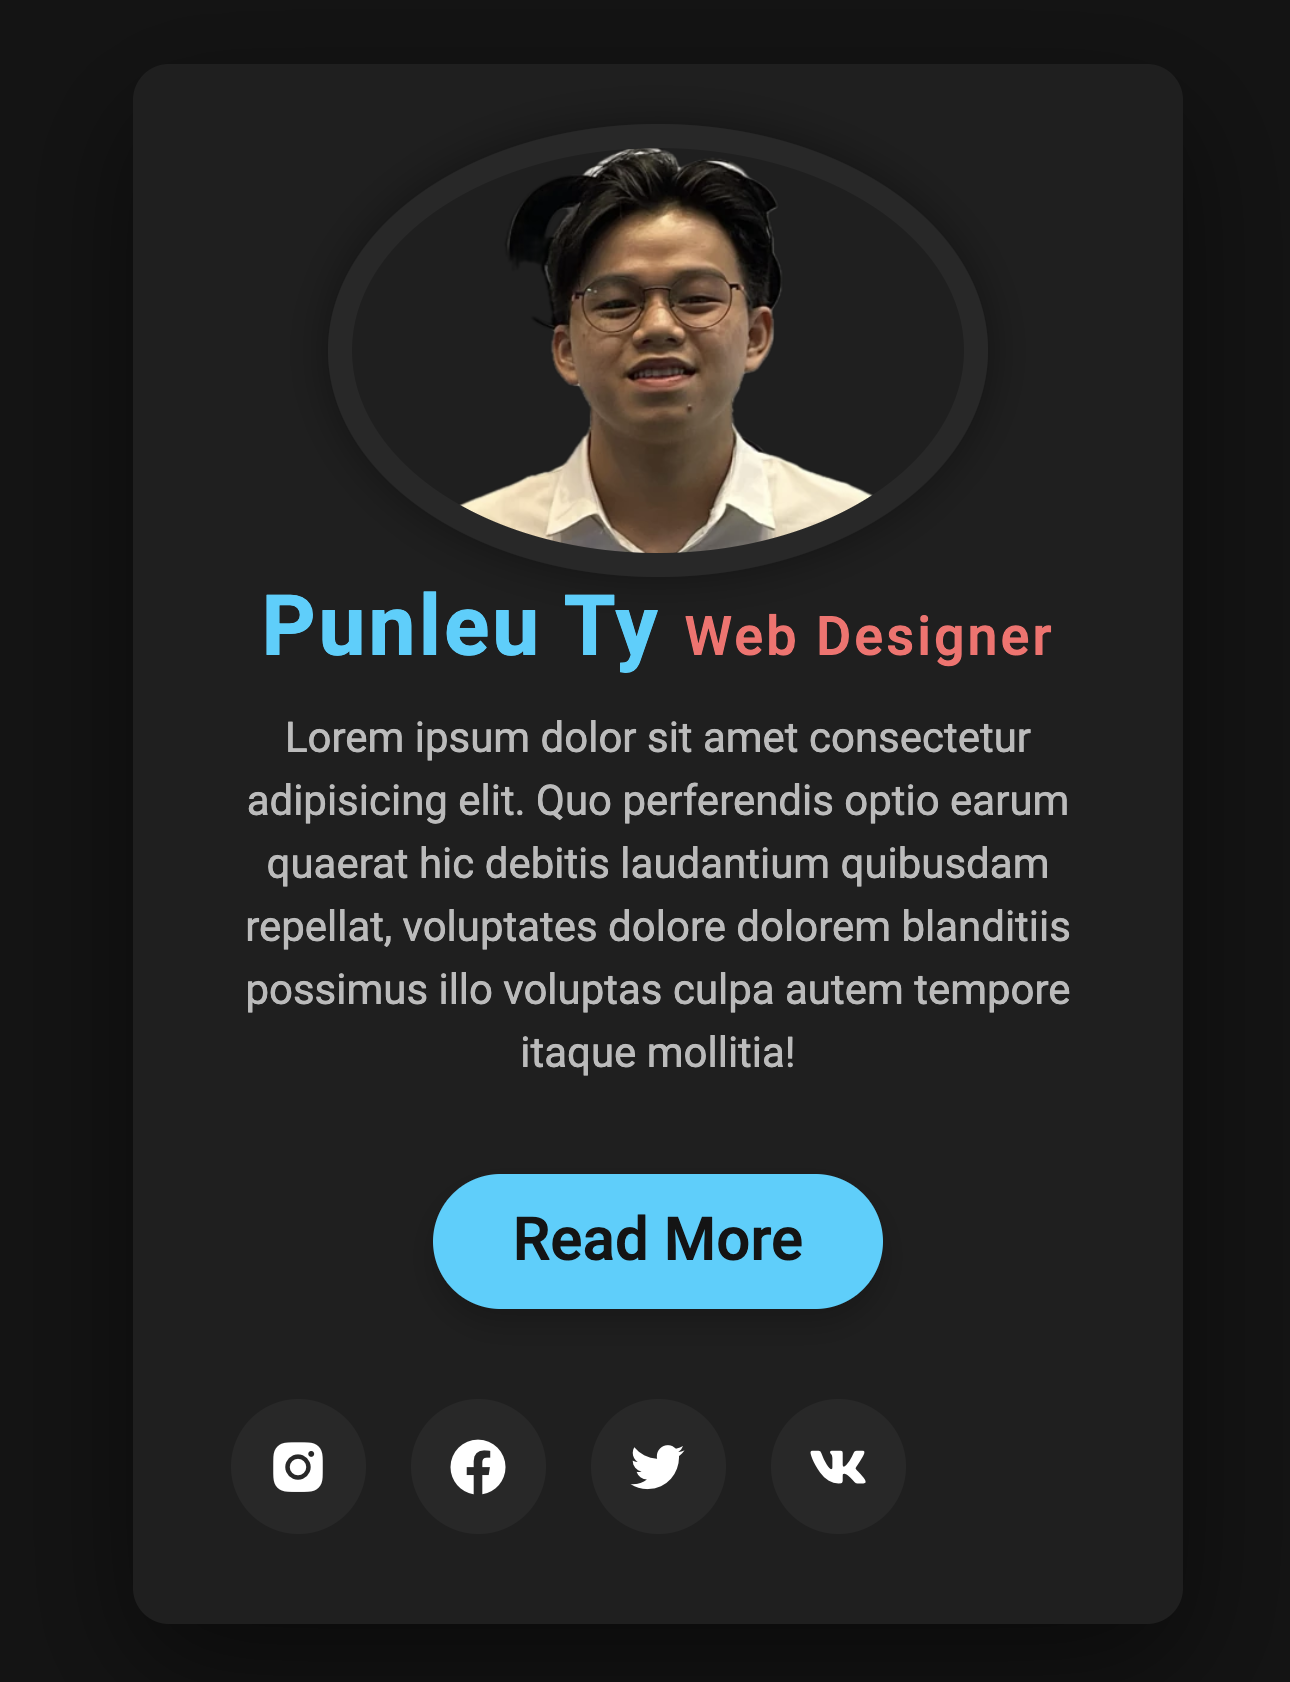 Punleu Ty Web Designer
Lorem ipsum dolor sit amet consectetur
adipisicing elit. Quo perferendis optio earum
quaerat hic debitis laudantium quibusdam
repellat, voluptates dolore dolorem blanditiis
possimus illo voluptas culpa autem tempore
itaque mollitia!
Read More